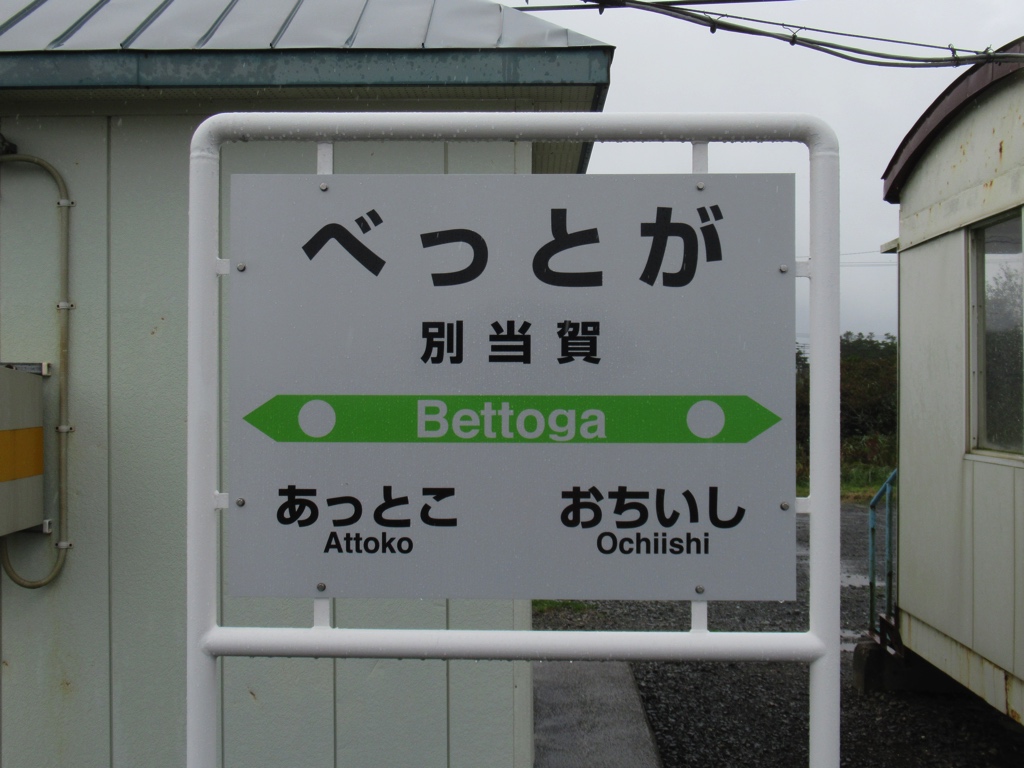 べっとが
別当賀
Bettoga
あっとこ おちいし
Attoko Ochiishi